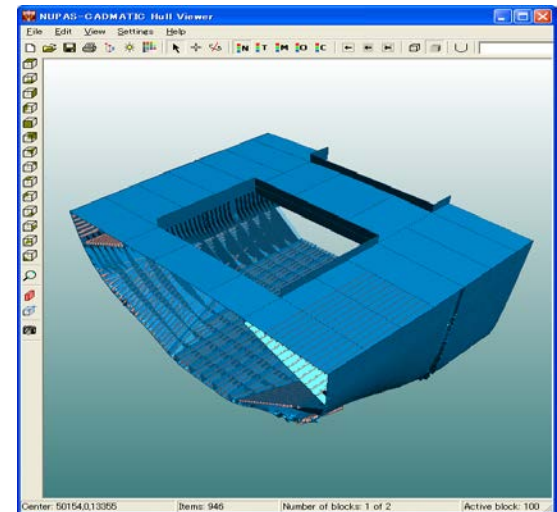 NUPAS-CADMATIC Hull Viewer
File Edit View Settings Help
N T M O C
Center: 50154,0,13355 Items: 946 Number of blocks: 1 of 2 Active block: 100